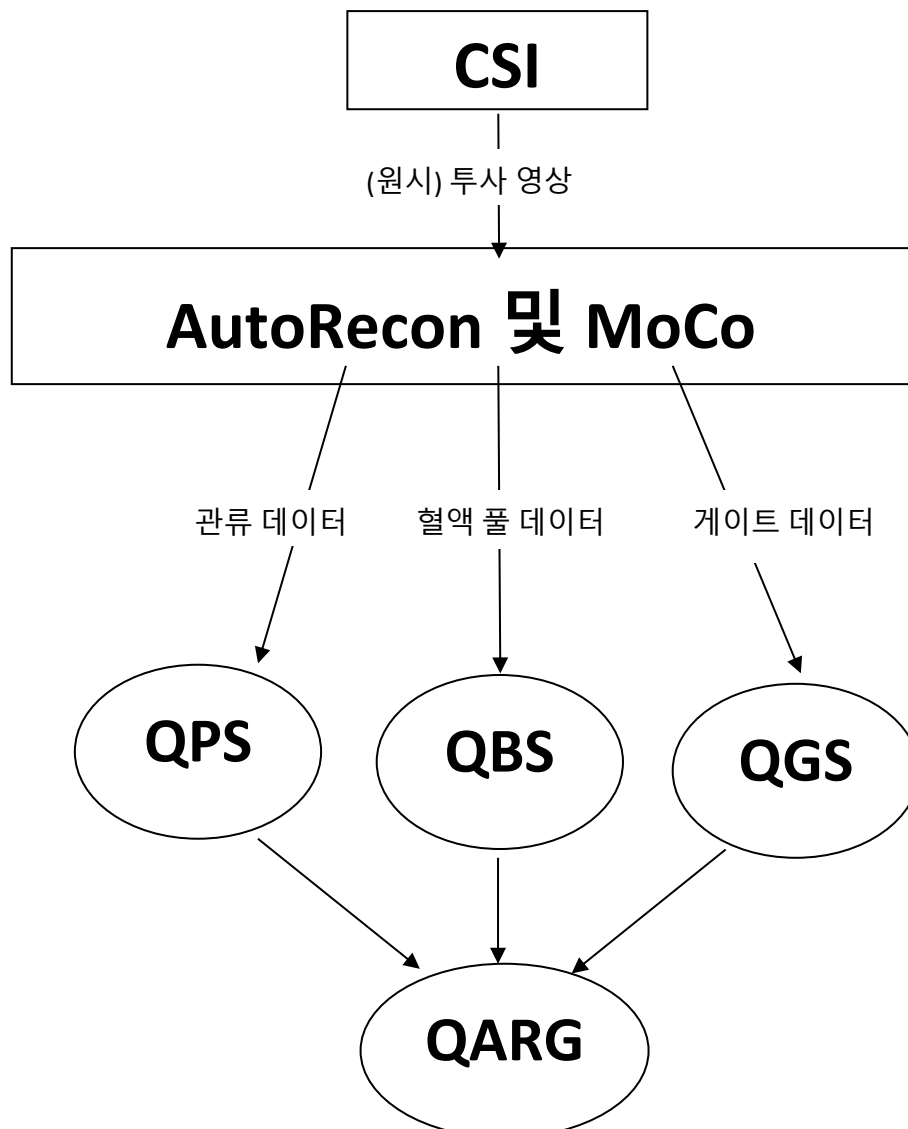 CSI
(원시) 투사 영상
AutoRecon 및 MoCo
관류 데이터
혈액 풀 데이터
게이트 데이터
QPS
QBS
QGS
QARG